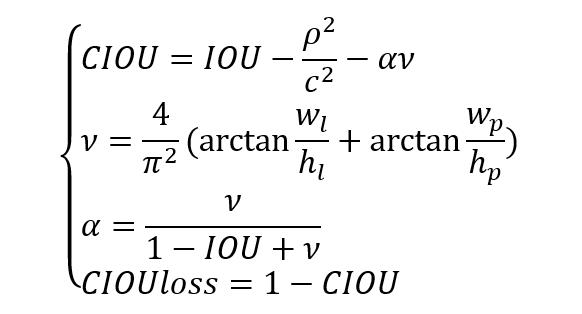 CIOU = IOU − ρ²/c² − αν
ν = 4/π² (arctan w_l/h_l + arctan w_p/h_p)
α = ν/(1 − IOU + ν)
CIOUloss = 1 − CIOU